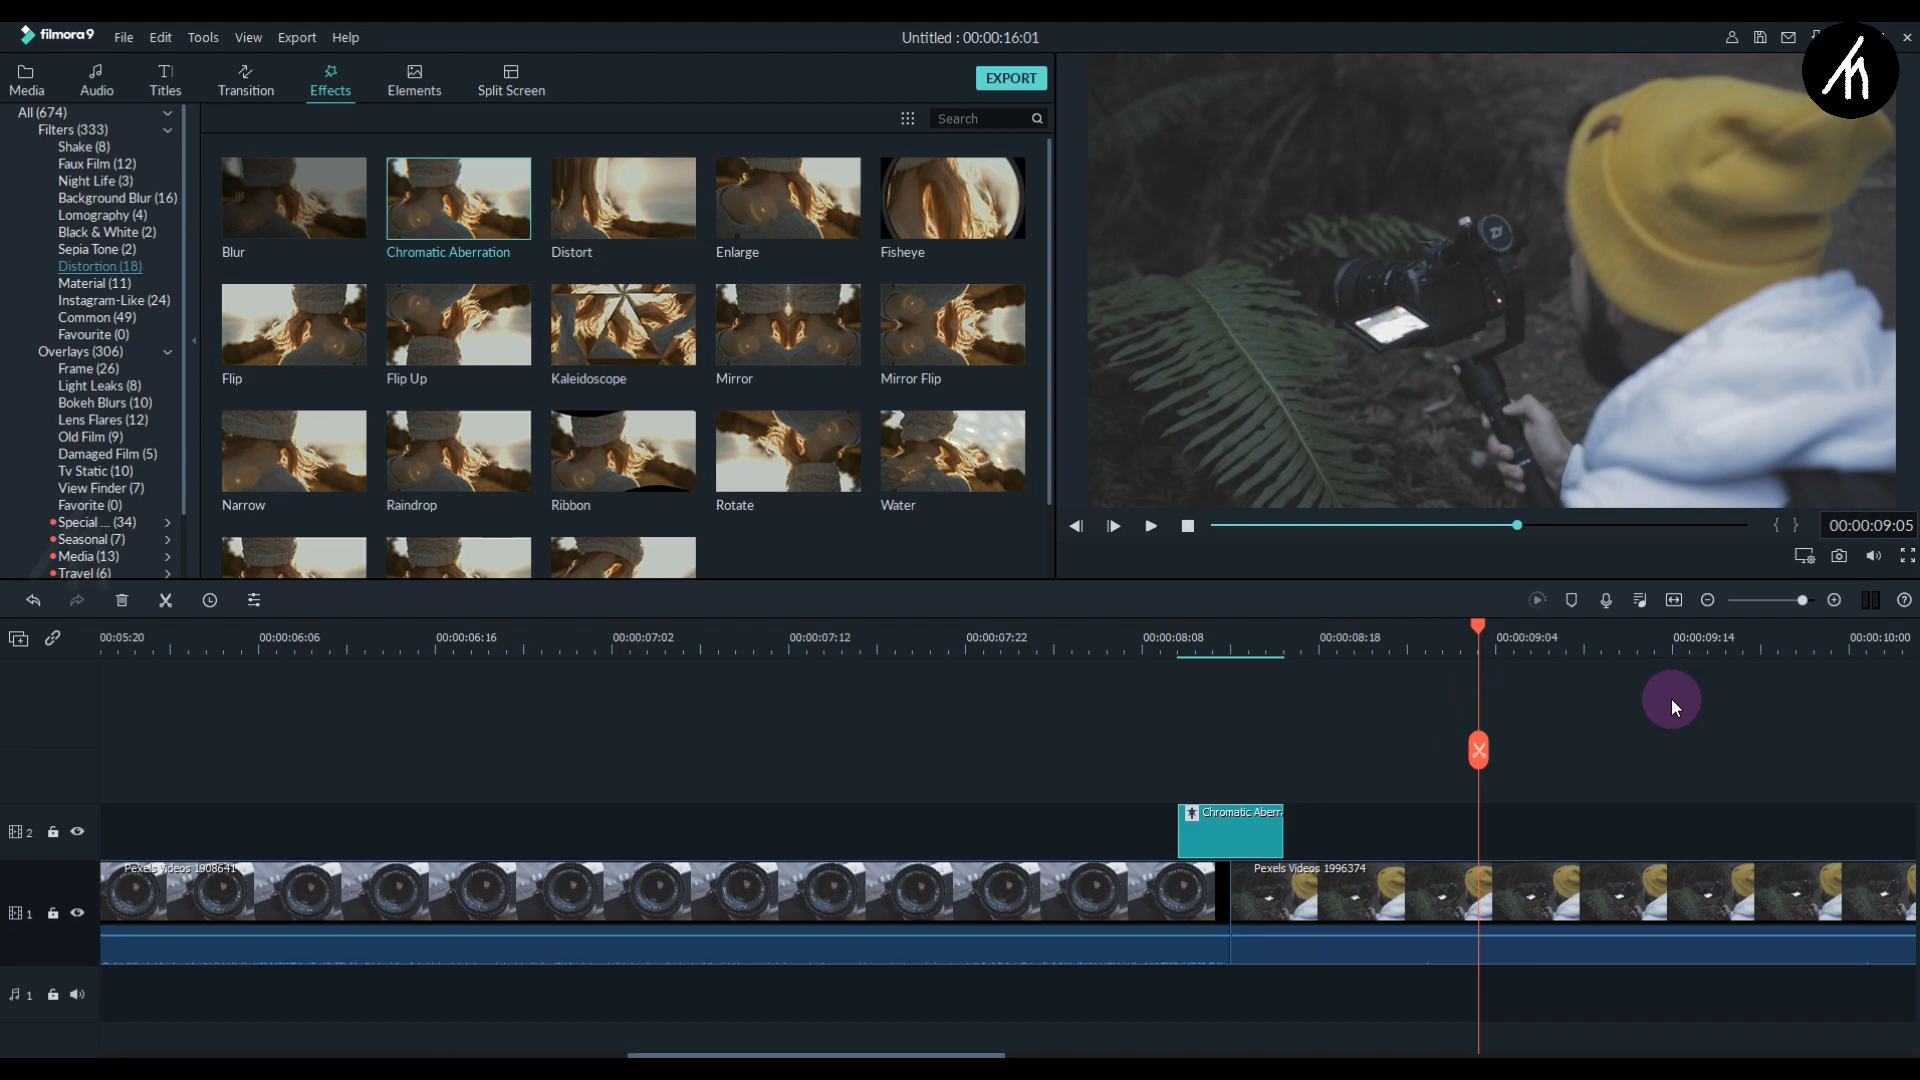 filmora9
File Edit Tools View Export Help
Untitled : 00:00:16:01
Media
Audio
Titles
Transition
Effects
Elements
Split Screen
EXPORT
All (674)
Filters (333)
Shake (8)
Faux Film (12)
Night Life (3)
Background Blur (16)
Lomography (4)
Black & White (2)
Sepia Tone (2)
Distortion (18)
Material (11)
Instagram-Like (24)
Common (49)
Favourite (0)
Overlays (306)
Frame (26)
Light Leaks (8)
Bokeh Blurs (10)
Lens Flares (12)
Old Film (9)
Damaged Film (5)
Tv Static (10)
View Finder (7)
Favorite (0)
Special ... (34)
Seasonal (7)
Media (13)
Travel (6)
Search
Blur
Chromatic Aberration
Distort
Enlarge
Fisheye
Flip
Flip Up
Kaleidoscope
Mirror
Mirror Flip
Narrow
Raindrop
Ribbon
Rotate
Water
00:00:09:05
00:05:20
00:00:06:06
00:00:06:16
00:00:07:02
00:00:07:12
00:00:07:22
00:00:08:08
00:00:08:18
00:00:09:04
00:00:09:14
00:00:10:00
2
Chromatic Aberr
Pexels Videos 1908641
Pexels Videos 1996374
1
1